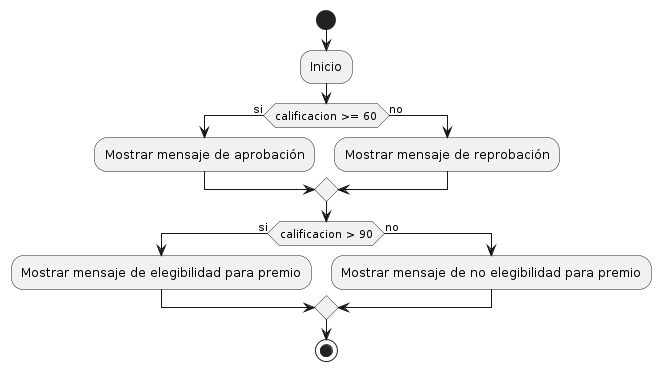 Inicio
si
calificacion >= 60
no
Mostrar mensaje de aprobación
Mostrar mensaje de reprobación
si
calificacion > 90
no
Mostrar mensaje de elegibilidad para premio
Mostrar mensaje de no elegibilidad para premio